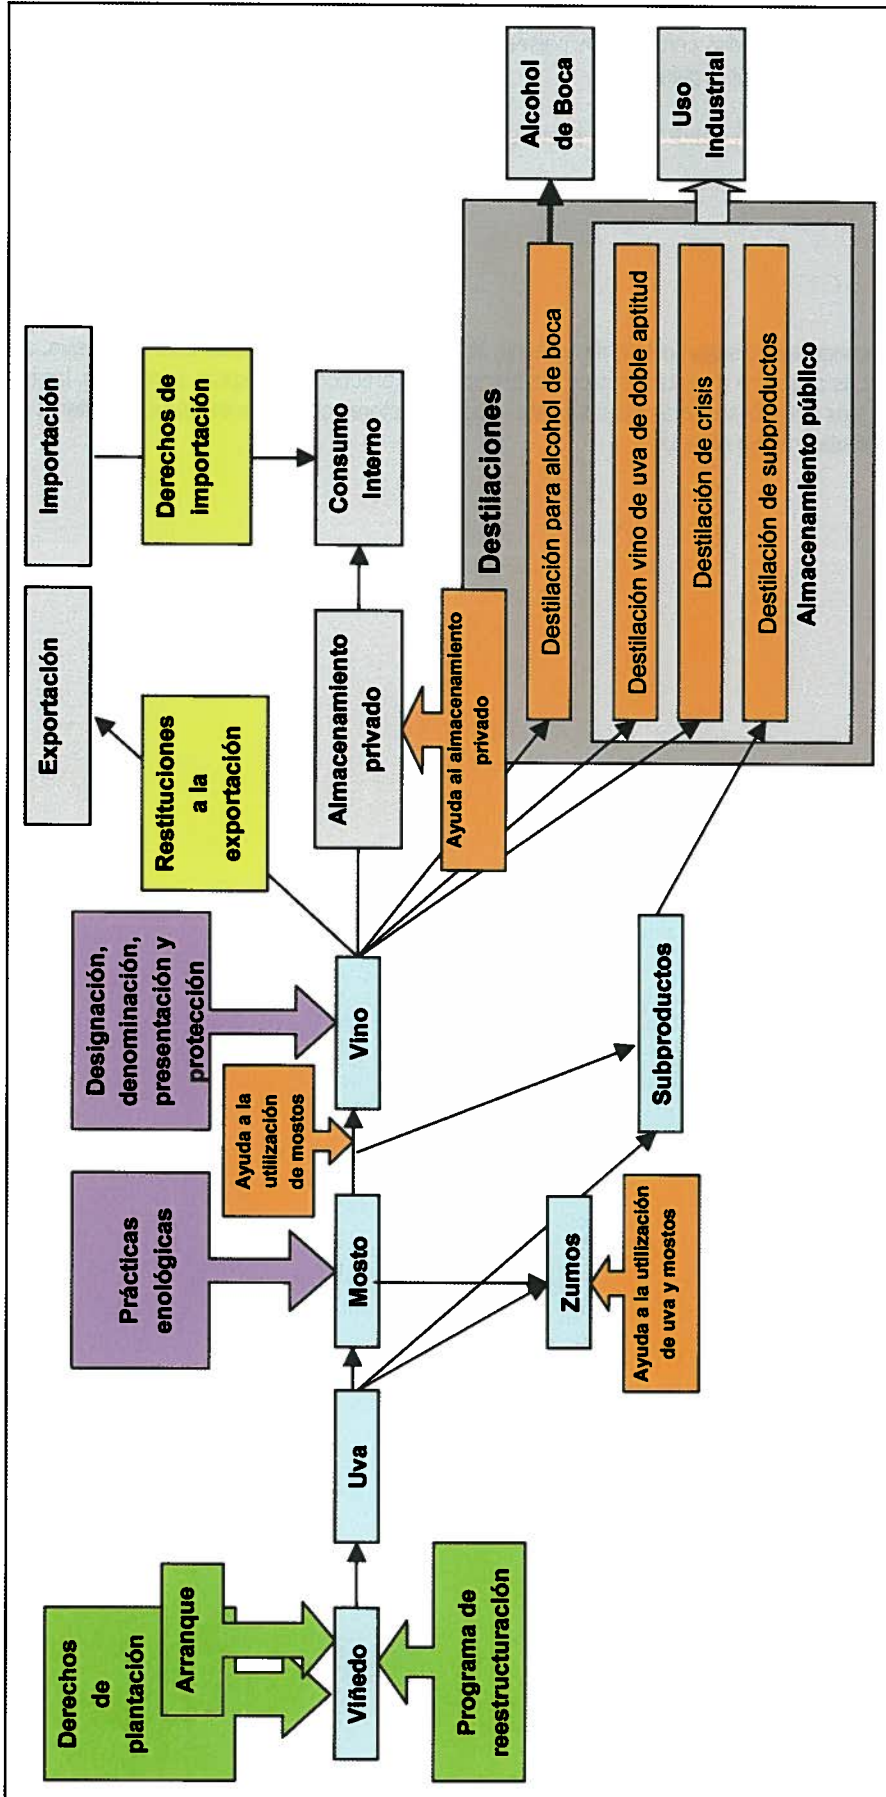 Derechos
de
plantación
Arranque
Viñedo
Programa de
reestructuración
Uva
Prácticas
enológicas
Mosto
Zumos
Ayuda a la utilización
de uva y mostos
Ayuda a la
utilización
de mostos
Designación,
denominación,
presentación y
protección
Vino
Subproductos
Restituciones
a la
exportación
Exportación
Almacenamiento
privado
Ayuda al almacenamiento
privado
Importación
Derechos de
importación
Consumo
Interno
Destilaciones
Destilación para alcohol de boca
Destilación vino de uva de doble aptitud
Destilación de crisis
Destilación de subproductos
Almacenamiento público
Alcohol
de Boca
Uso
Industrial